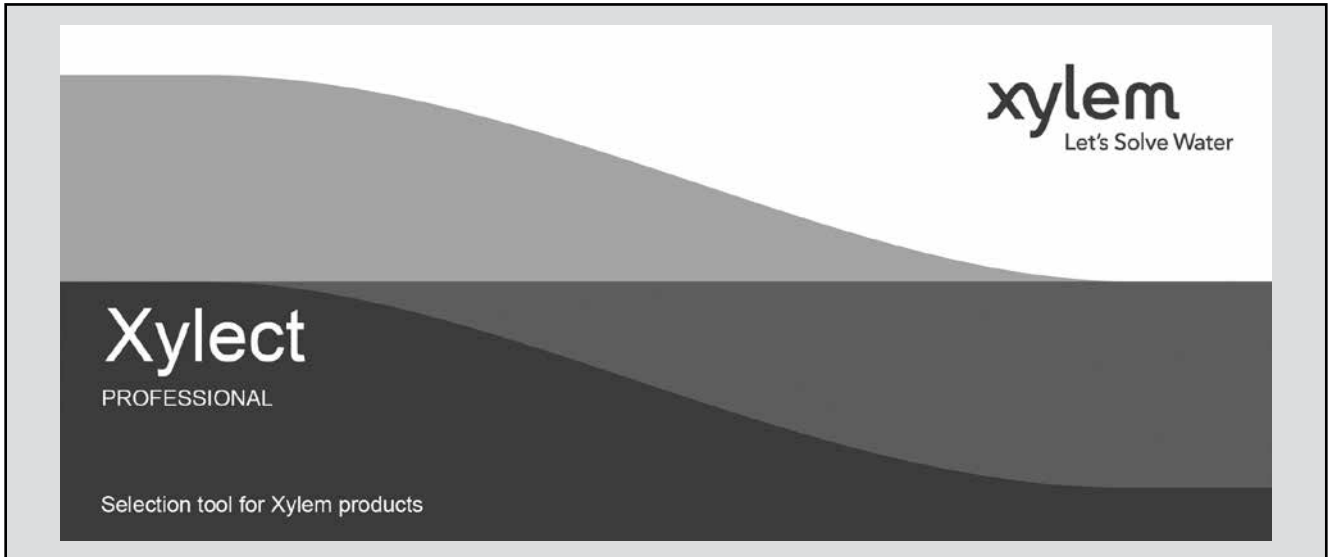 xylem
Let's Solve Water
Xylect
PROFESSIONAL
Selection tool for Xylem products